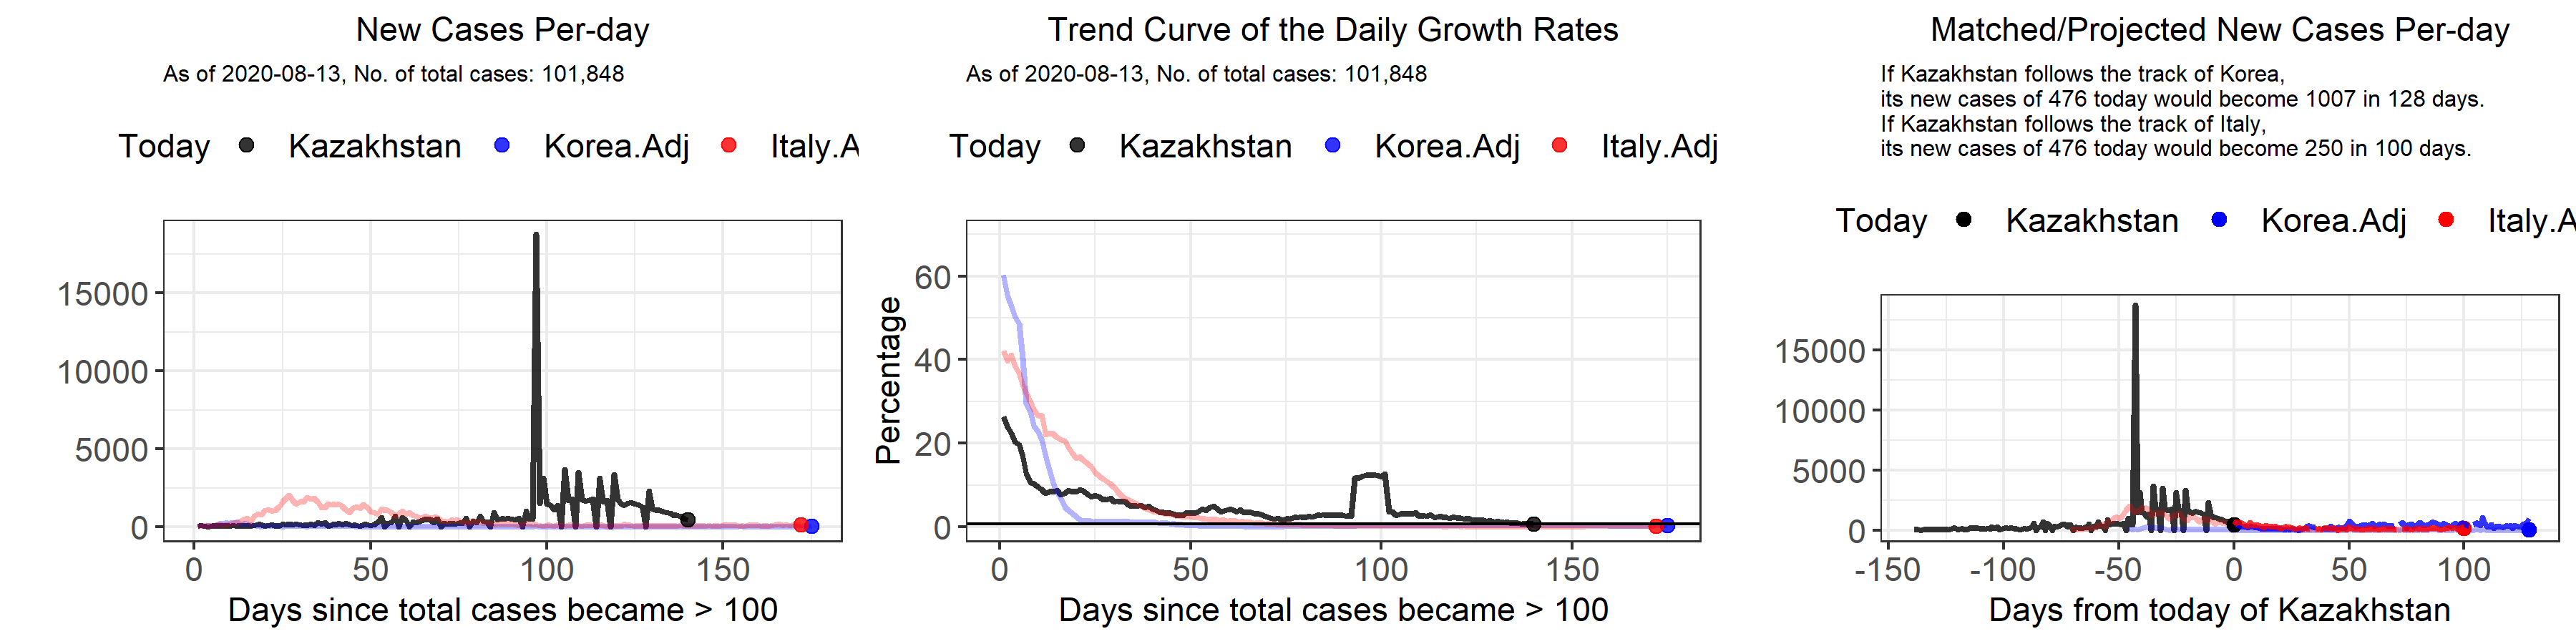 New Cases Per-day
As of 2020-08-13, No. of total cases: 101,848
Today Kazakhstan Korea.Adj Italy.A
15000
10000
5000
0
0 50 100 150
Days since total cases became > 100
Trend Curve of the Daily Growth Rates
As of 2020-08-13, No. of total cases: 101,848
Today Kazakhstan Korea.Adj Italy.Adj
Percentage
60
40
20
0
0 50 100 150
Days since total cases became > 100
Matched/Projected New Cases Per-day
If Kazakhstan follows the track of Korea,
its new cases of 476 today would become 1007 in 128 days.
If Kazakhstan follows the track of Italy,
its new cases of 476 today would become 250 in 100 days.
Today Kazakhstan Korea.Adj Italy.A
15000
10000
5000
0
-150 -100 -50 0 50 100
Days from today of Kazakhstan